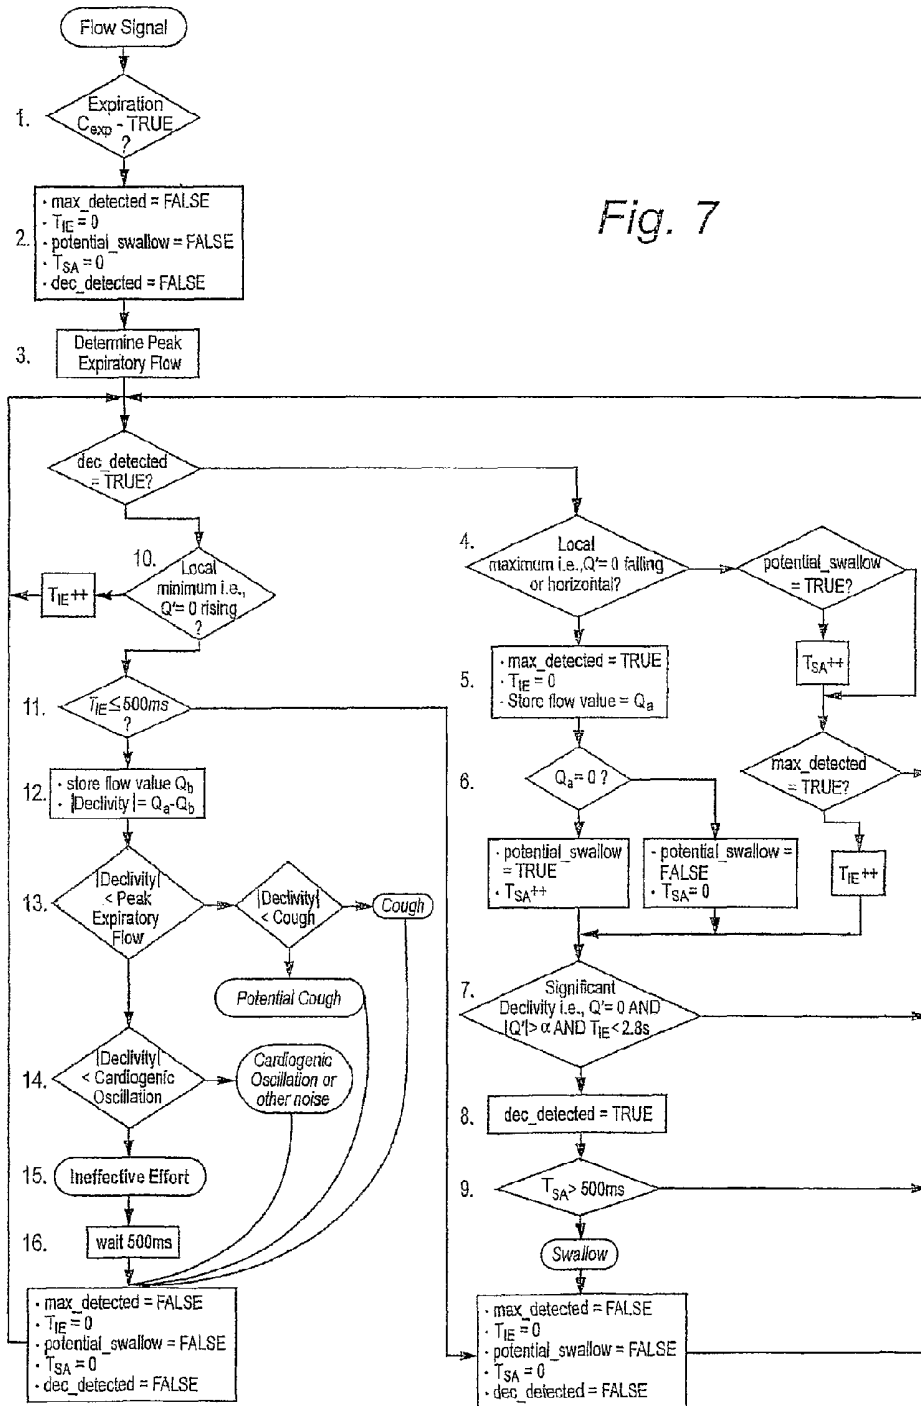 Flow Signal
1.
Expiration
C_exp - TRUE
?
Fig. 7
2.
· max_detected = FALSE
· T_IE = 0
· potential_swallow = FALSE
· T_SA = 0
· dec_detected = FALSE
3.
Determine Peak
Expiratory Flow
dec_detected
= TRUE?
10.
Local
minimum i.e.,
Q'= 0 rising
?
T_IE++
11.
T_IE ≤ 500ms
?
12.
· store flow value Q_b
· |Declivity| = Q_a-Q_b
13.
|Declivity|
< Peak
Expiratory
Flow
|Declivity|
< Cough
Cough
Potential Cough
14.
|Declivity|
< Cardiogenic
Oscillation
Cardiogenic
Oscillation or
other noise
15.
Ineffective Effort
16.
wait 500ms
· max_detected = FALSE
· T_IE = 0
· potential_swallow = FALSE
· T_SA = 0
· dec_detected = FALSE
4.
Local
maximum i.e.,Q'= 0 falling
or horizontal?
potential_swallow
= TRUE?
T_SA++
5.
· max_detected = TRUE
· T_IE = 0
· Store flow value = Q_a
max_detected
= TRUE?
6.
Q_a = 0 ?
· potential_swallow
= TRUE
· T_SA++
· potential_swallow =
FALSE
· T_SA = 0
T_IE++
7.
Significant
Declivity i.e., Q'= 0 AND
|Q'| > α AND T_IE < 2.8s
8.
dec_detected = TRUE
9.
T_SA > 500ms
Swallow
· max_detected = FALSE
· T_IE = 0
· potential_swallow = FALSE
· T_SA = 0
· dec_detected = FALSE